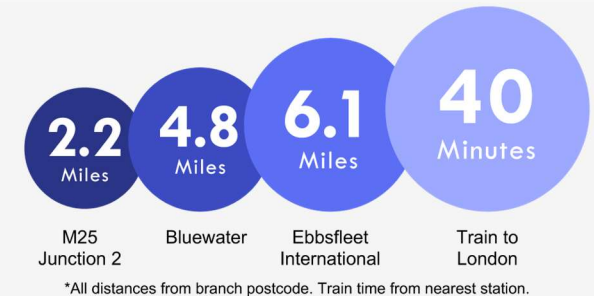 2.2
Miles
4.8
Miles
6.1
Miles
40
Minutes
M25
Junction 2
Bluewater
Ebbsfleet
International
Train to
London
*All distances from branch postcode. Train time from nearest station.